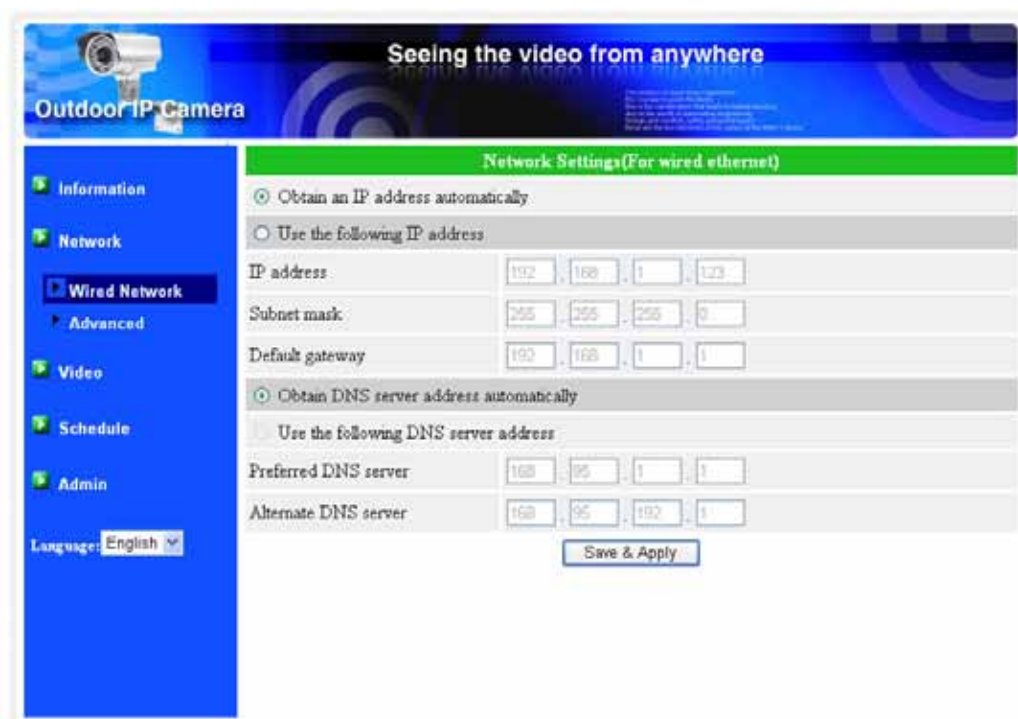 Seeing the video from anywhere
Outdoor IP Camera
Information
Network
Wired Network
Advanced
Video
Schedule
Admin
Language: English
Network Settings(For wired ethernet)
Obtain an IP address automatically
Use the following IP address
IP address 192 . 168 . 1 . 123
Subnet mask 255 . 255 . 255 . 0
Default gateway 192 . 168 . 1 . 1
Obtain DNS server address automatically
Use the following DNS server address
Preferred DNS server 168 . 95 . 1 . 1
Alternate DNS server 168 . 95 . 192 . 1
Save & Apply